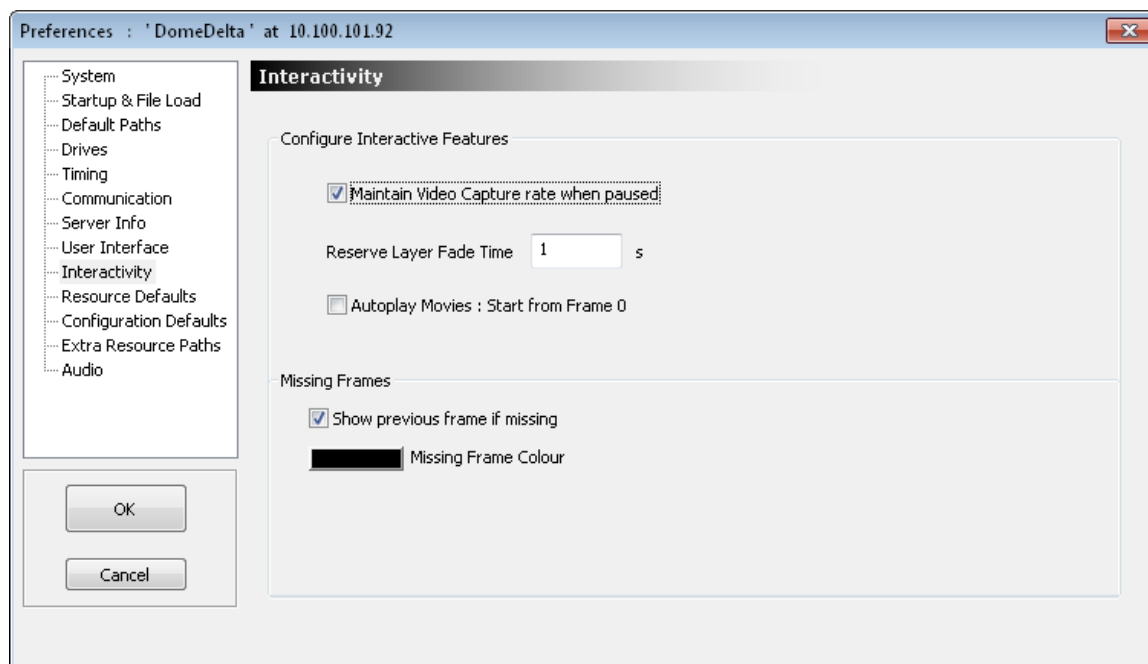 Preferences : ' DomeDelta ' at 10.100.101.92
System
Startup & File Load
Default Paths
Drives
Timing
Communication
Server Info
User Interface
Interactivity
Resource Defaults
Configuration Defaults
Extra Resource Paths
Audio
OK
Cancel
Interactivity
Configure Interactive Features
Maintain Video Capture rate when paused
Reserve Layer Fade Time 1 s
Autoplay Movies : Start from Frame 0
Missing Frames
Show previous frame if missing
Missing Frame Colour